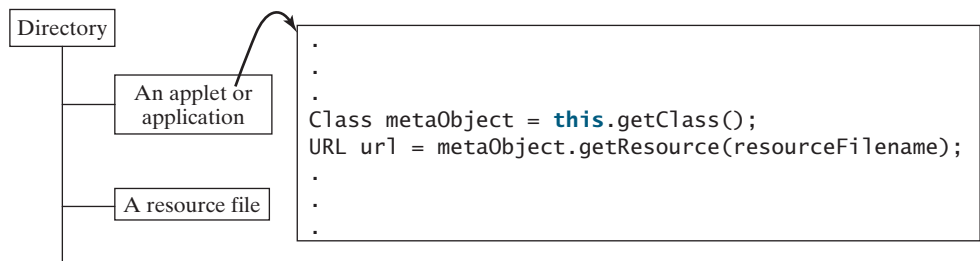 Directory
An applet or
application
A resource file
.
.
.
Class metaObject = this.getClass();
URL url = metaObject.getResource(resourceFilename);
.
.
.